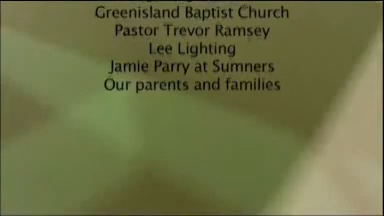 Greenisland Baptist Church
Pastor Trevor Ramsey
Lee Lighting
Jamie Parry at Sumners
Our parents and families